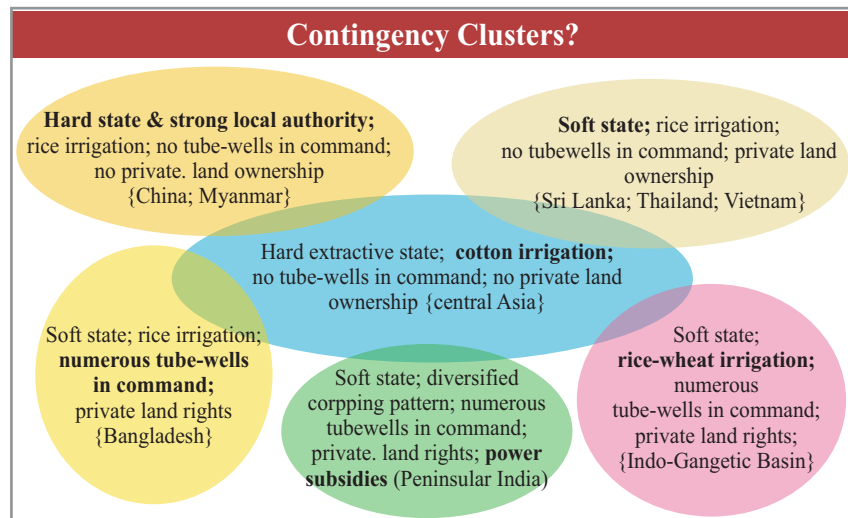 Contingency Clusters?
Hard state & strong local authority;
rice irrigation; no tube-wells in command;
no private. land ownership
{China; Myanmar}
Soft state; rice irrigation;
no tubewells in command; private land
ownership
{Sri Lanka; Thailand; Vietnam}
Hard extractive state; cotton irrigation;
no tube-wells in command; no private land
ownership {central Asia}
Soft state; rice irrigation;
numerous tube-wells
in command;
private land rights
{Bangladesh}
Soft state; diversified
corpping pattern; numerous
tubewells in command;
private. land rights; power
subsidies (Peninsular India)
Soft state;
rice-wheat irrigation;
numerous
tube-wells in command;
private land rights;
{Indo-Gangetic Basin}